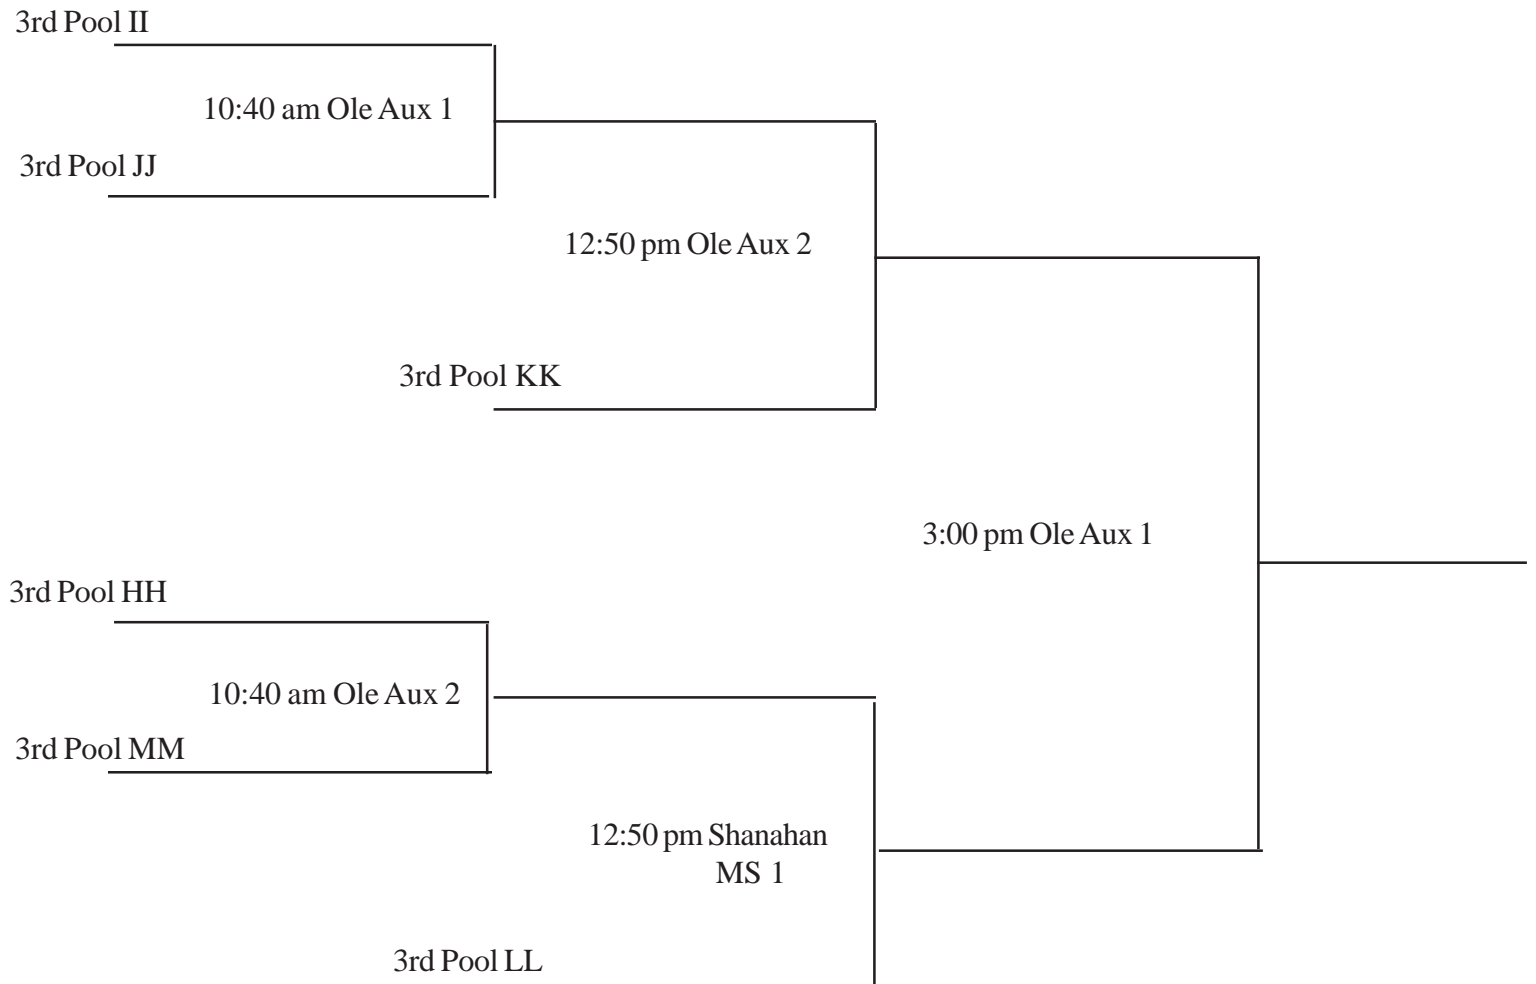 3rd Pool II
10:40 am Ole Aux 1
3rd Pool JJ
12:50 pm Ole Aux 2
3rd Pool KK
3:00 pm Ole Aux 1
3rd Pool HH
10:40 am Ole Aux 2
3rd Pool MM
12:50 pm Shanahan
MS 1
3rd Pool LL